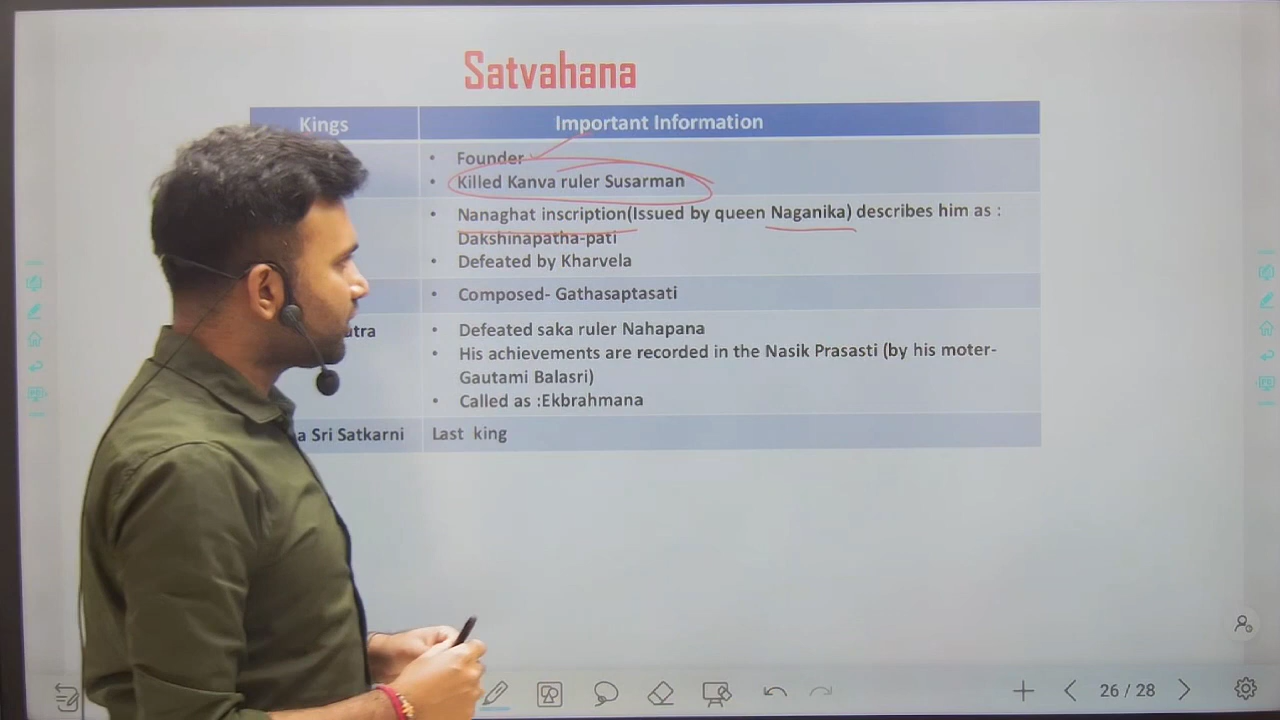 Satvahana
Kings
Important Information
• Founder
• Killed Kanva ruler Susarman
• Nanaghat inscription(Issued by queen Naganika) describes him as :
Dakshinapatha-pati
• Defeated by Kharvela
• Composed- Gathasaptasati
• Defeated saka ruler Nahapana
• His achievements are recorded in the Nasik Prasasti (by his moter-
Gautami Balasri)
• Called as :Ekbrahmana
Sri Satkarni
Last king
26 / 28